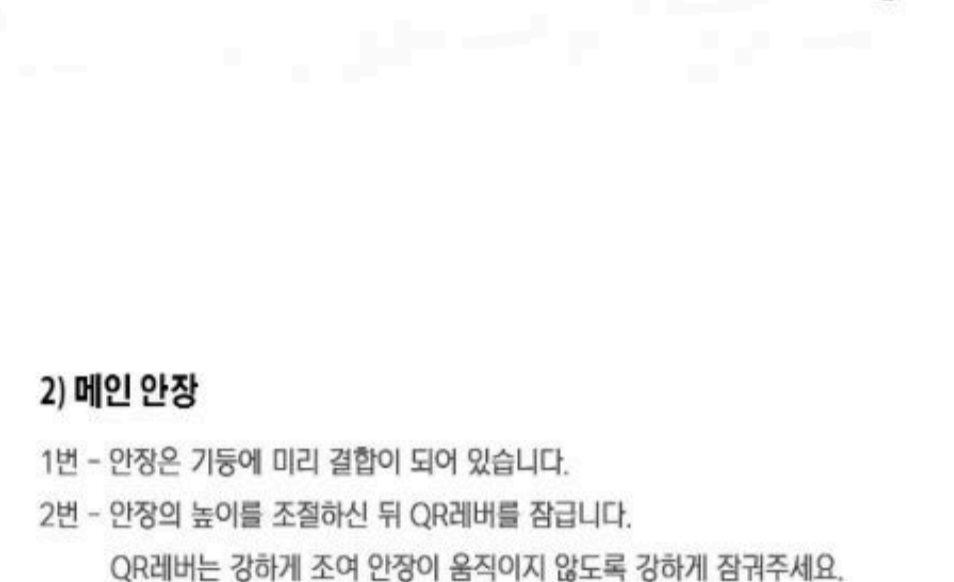 2) 메인 안장
1번 - 안장은 기둥에 미리 결합이 되어 있습니다.
2번 - 안장의 높이를 조절하신 뒤 QR레버를 잠급니다.
QR레버는 강하게 조여 안장이 움직이지 않도록 강하게 잠궈주세요.